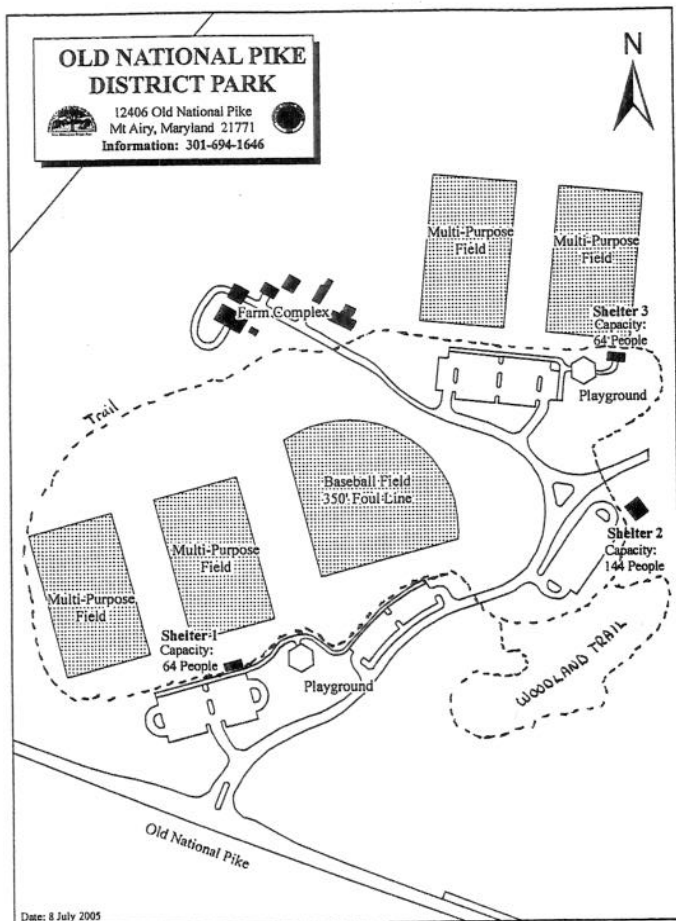 OLD NATIONAL PIKE
DISTRICT PARK
12406 Old National Pike
Mt Airy, Maryland 21771
Information: 301-694-1646
N
Multi-Purpose
Field
Multi-Purpose
Field
Farm Complex
Shelter 3
Capacity:
64 People
Playground
Trail
Baseball Field
350' Foul Line
Multi-Purpose
Field
Multi-Purpose
Field
Shelter 2
Capacity:
144 People
Shelter 1
Capacity:
64 People
Playground
WOODLAND TRAIL
Old National Pike
Date: 8 July 2005